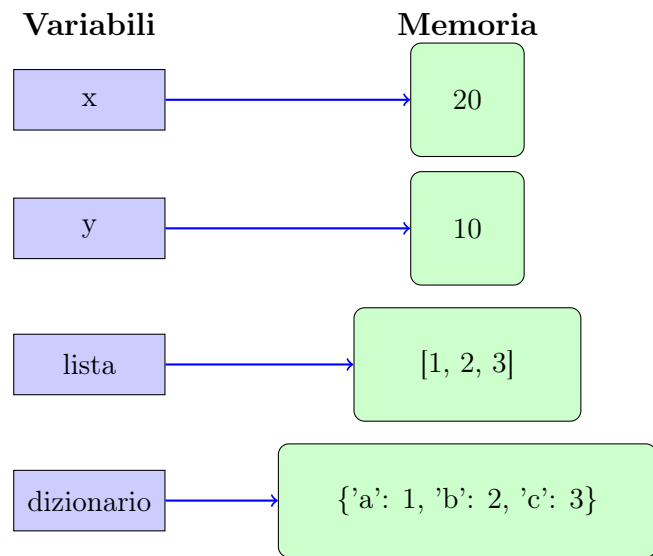 Variabili Memoria
x 20
y 10
lista [1, 2, 3]
dizionario {'a': 1, 'b': 2, 'c': 3}